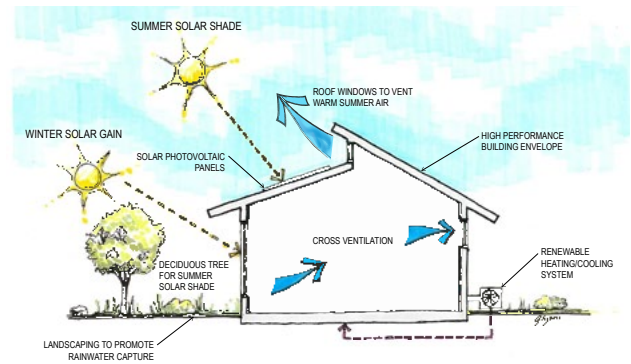 SUMMER SOLAR SHADE
ROOF WINDOWS TO VENT
WARM SUMMER AIR
WINTER SOLAR GAIN
HIGH PERFORMANCE
BUILDING ENVELOPE
SOLAR PHOTOVOLTAIC
PANELS
CROSS VENTILATION
DECIDUOUS TREE
FOR SUMMER
SOLAR SHADE
RENEWABLE
HEATING/COOLING
SYSTEM
LANDSCAPING TO PROMOTE
RAINWATER CAPTURE